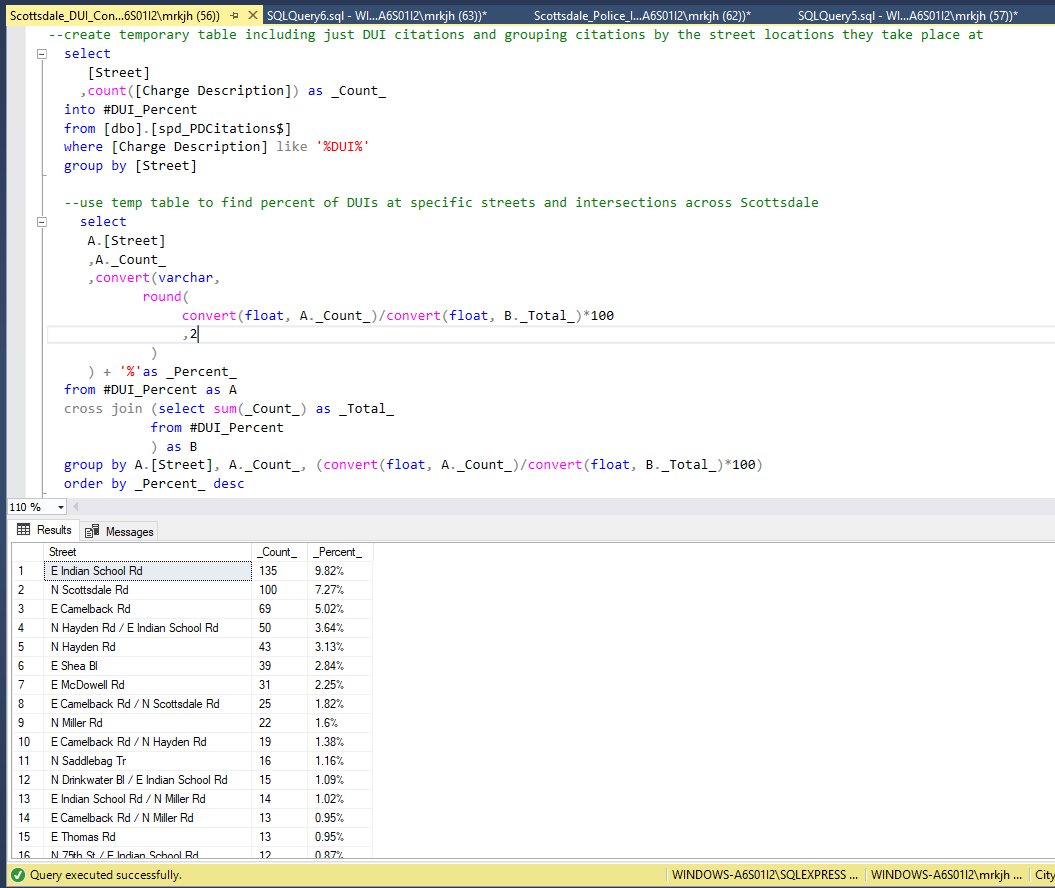 Scottsdale_DUI_Con...6S01I2\mrkjh (56)) SQLQuery6.sql - WI...A6S01I2\mrkjh (63))* Scottsdale_Police_I...A6S01I2\mrkjh (62))* SQLQuery5.sql - WI...A6S01I2\mrkjh (57))*
--create temporary table including just DUI citations and grouping citations by the street locations they take place at
select
[Street]
,count([Charge Description]) as _Count_
into #DUI_Percent
from [dbo].[spd_PDCitations$]
where [Charge Description] like '%DUI%'
group by [Street]
--use temp table to find percent of DUIs at specific streets and intersections across Scottsdale
select
A.[Street]
,A._Count_
,convert(varchar,
round(
convert(float, A._Count_)/convert(float, B._Total_)*100
,2
)
) + '%'as _Percent_
from #DUI_Percent as A
cross join (select sum(_Count_) as _Total_
from #DUI_Percent
) as B
group by A.[Street], A._Count_, (convert(float, A._Count_)/convert(float, B._Total_)*100)
order by _Percent_ desc
110 %
Results Messages
Street _Count_ _Percent_
1 E Indian School Rd 135 9.82%
2 N Scottsdale Rd 100 7.27%
3 E Camelback Rd 69 5.02%
4 N Hayden Rd / E Indian School Rd 50 3.64%
5 N Hayden Rd 43 3.13%
6 E Shea Bl 39 2.84%
7 E McDowell Rd 31 2.25%
8 E Camelback Rd / N Scottsdale Rd 25 1.82%
9 N Miller Rd 22 1.6%
10 E Camelback Rd / N Hayden Rd 19 1.38%
11 N Saddlebag Tr 16 1.16%
12 N Drinkwater Bl / E Indian School Rd 15 1.09%
13 E Indian School Rd / N Miller Rd 14 1.02%
14 E Camelback Rd / N Miller Rd 13 0.95%
15 E Thomas Rd 13 0.95%
16 N 75th St / E Indian School Rd 12 0.87%
Query executed successfully. WINDOWS-A6S01I2\SQLEXPRESS ... WINDOWS-A6S01I2\mrkjh ... City